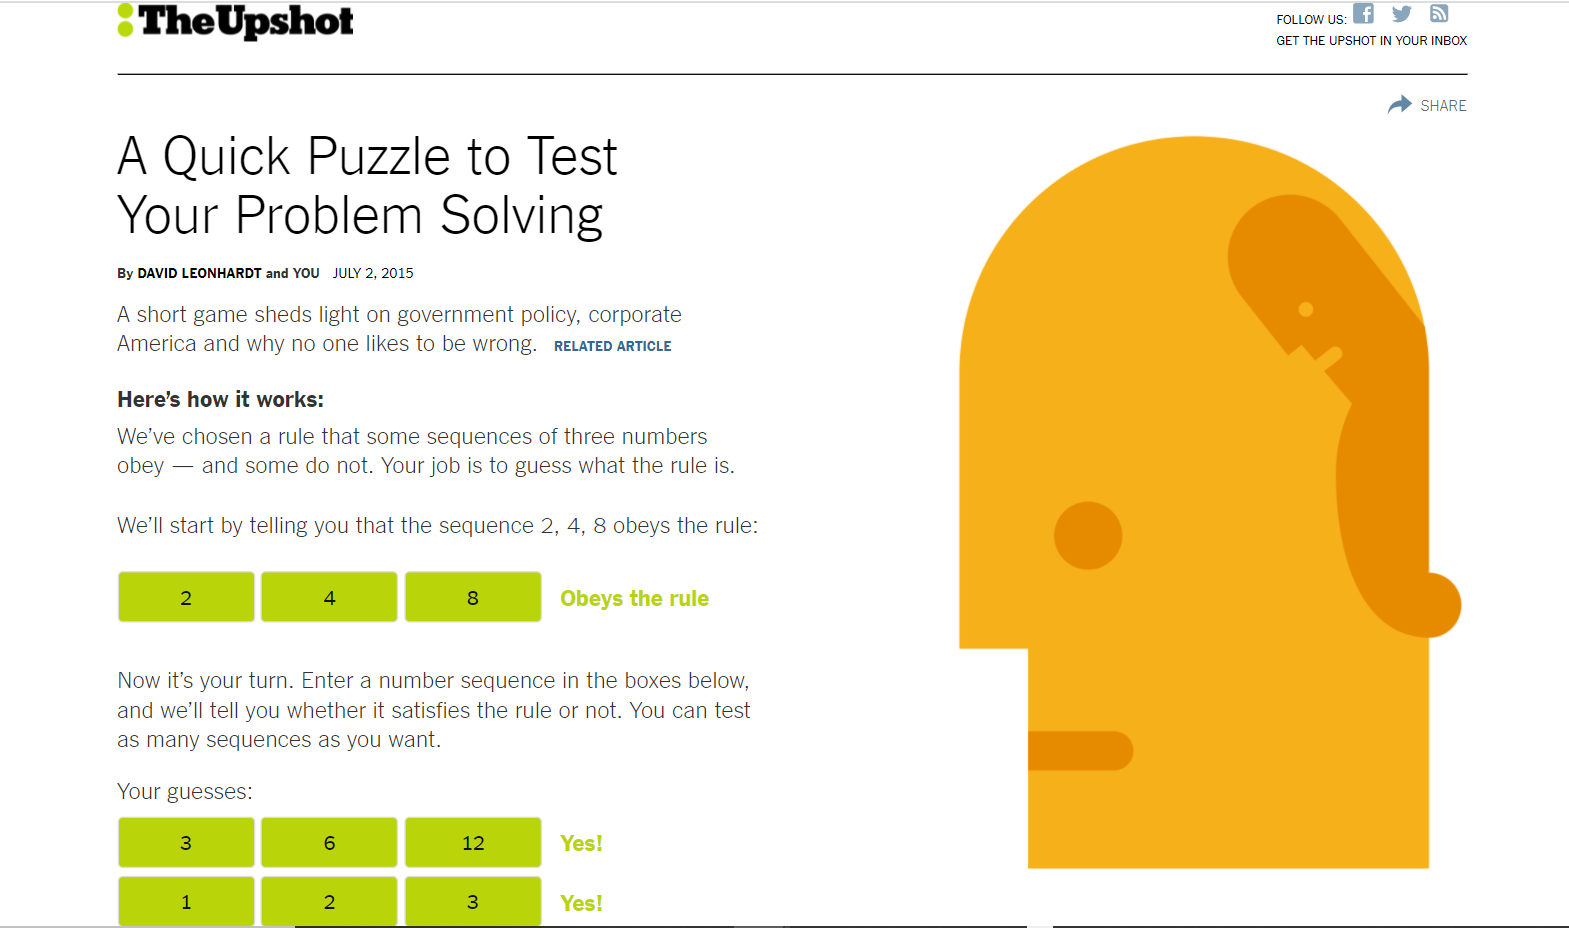 TheUpshot
FOLLOW US:
GET THE UPSHOT IN YOUR INBOX
SHARE
A Quick Puzzle to Test
Your Problem Solving
By DAVID LEONHARDT and YOU JULY 2, 2015
A short game sheds light on government policy, corporate
America and why no one likes to be wrong. RELATED ARTICLE
Here’s how it works:
We’ve chosen a rule that some sequences of three numbers
obey — and some do not. Your job is to guess what the rule is.
We’ll start by telling you that the sequence 2, 4, 8 obeys the rule:
2 4 8 Obeys the rule
Now it’s your turn. Enter a number sequence in the boxes below,
and we’ll tell you whether it satisfies the rule or not. You can test
as many sequences as you want.
Your guesses:
3 6 12 Yes!
1 2 3 Yes!